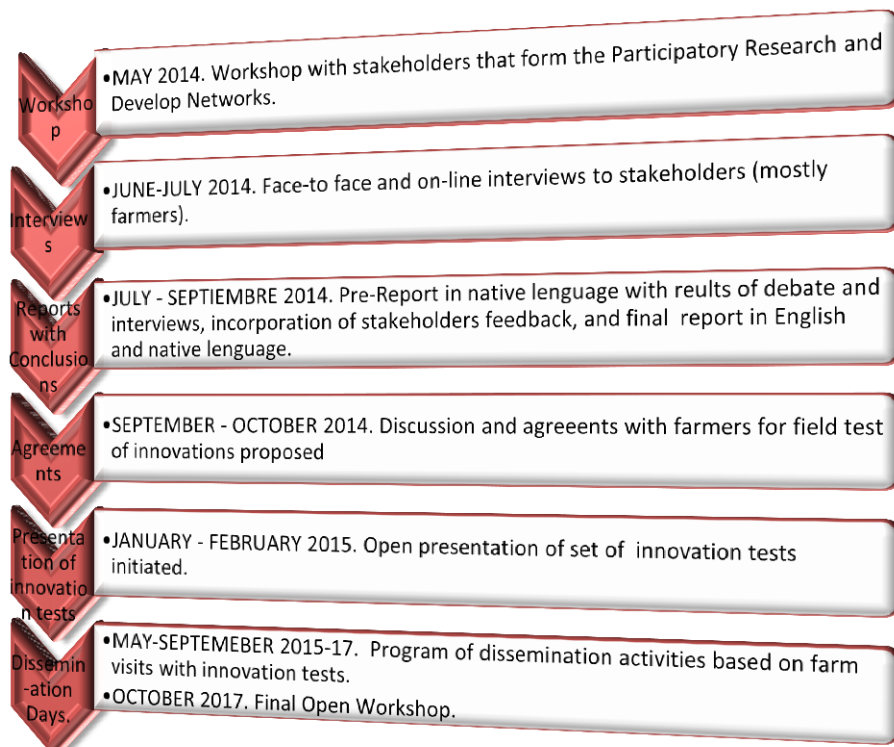 Worksho
p
•MAY 2014. Workshop with stakeholders that form the Participatory Research and
Develop Networks.
Interview
s
•JUNE-JULY 2014. Face-to face and on-line interviews to stakeholders (mostly
farmers).
Reports
with
Conclusio
ns
•JULY - SEPTIEMBRE 2014. Pre-Report in native lenguage with reults of debate and
interviews, incorporation of stakeholders feedback, and final report in English
and native lenguage.
Agreeme
nts
•SEPTEMBER - OCTOBER 2014. Discussion and agreeents with farmers for field test
of innovations proposed
Presenta
tion of
innovatio
n tests
•JANUARY - FEBRUARY 2015. Open presentation of set of innovation tests
initiated.
Dissemin
-ation
Days.
•MAY-SEPTEMEBER 2015-17. Program of dissemination activities based on farm
visits with innovation tests.
•OCTOBER 2017. Final Open Workshop.